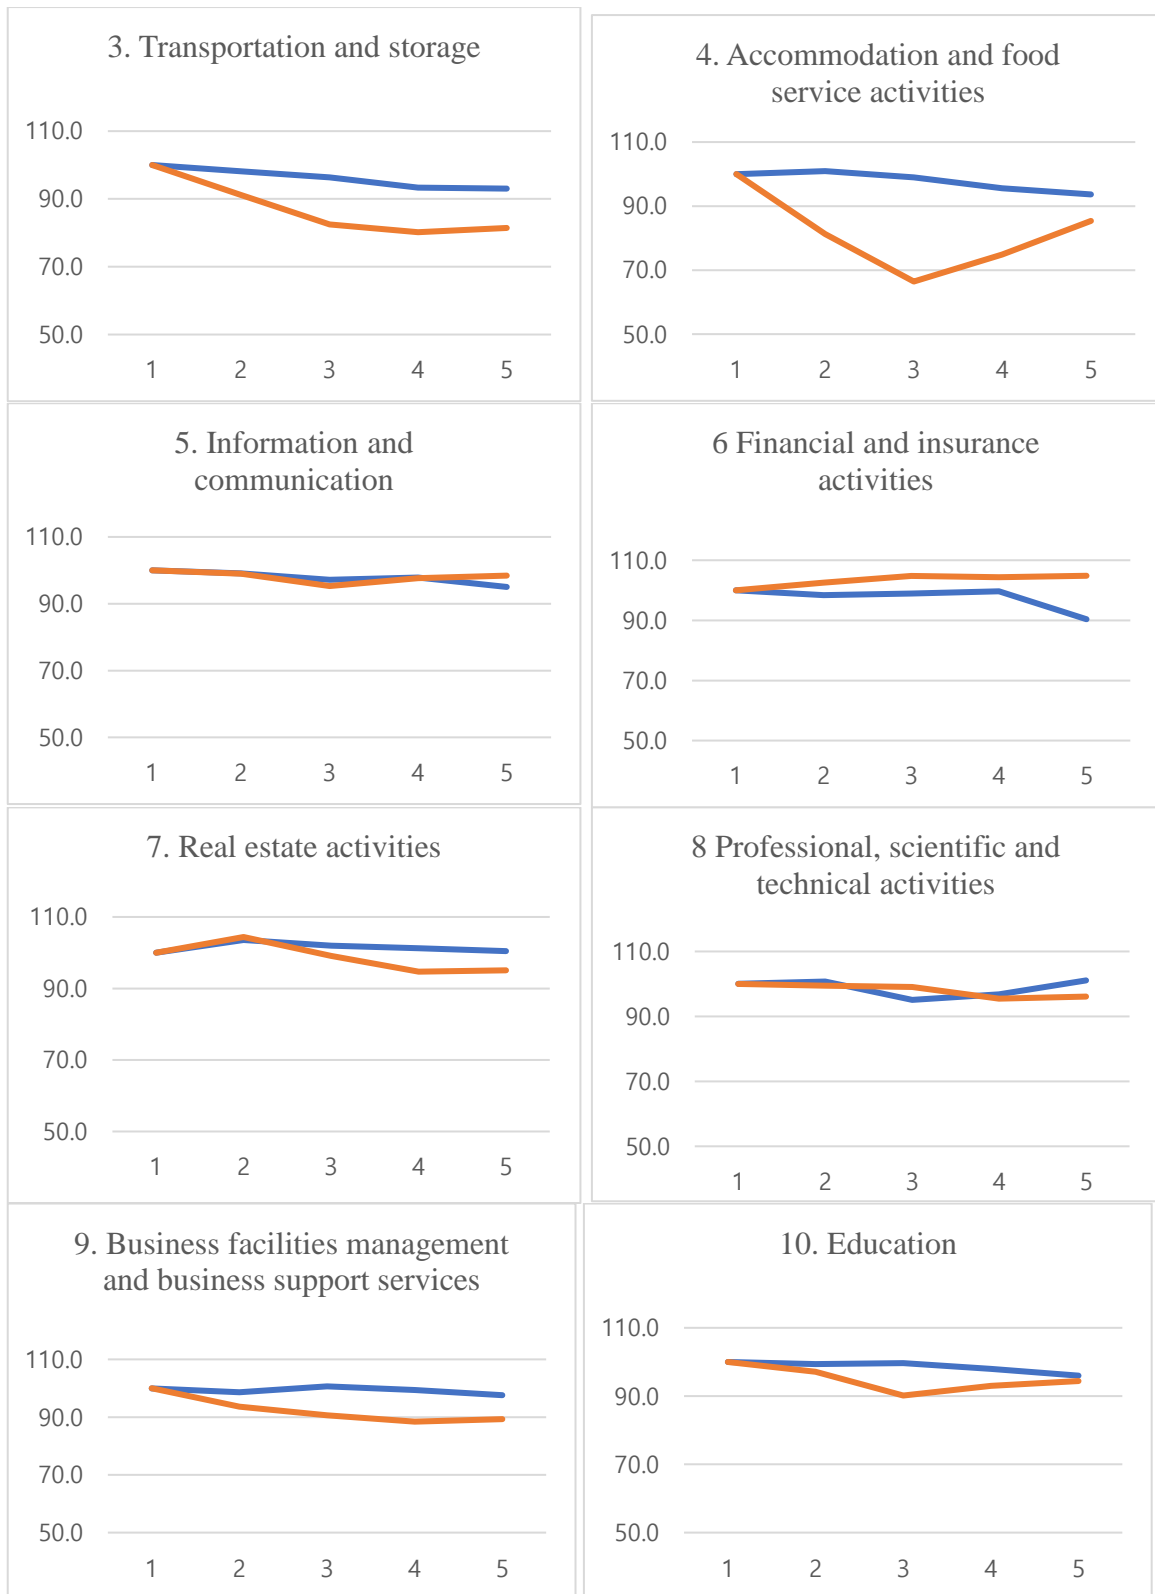 3. Transportation and storage
110.0
90.0
70.0
50.0
1 2 3 4 5
4. Accommodation and food
service activities
110.0
90.0
70.0
50.0
1 2 3 4 5
5. Information and
communication
110.0
90.0
70.0
50.0
1 2 3 4 5
6 Financial and insurance
activities
110.0
90.0
70.0
50.0
1 2 3 4 5
7. Real estate activities
110.0
90.0
70.0
50.0
1 2 3 4 5
8 Professional, scientific and
technical activities
110.0
90.0
70.0
50.0
1 2 3 4 5
9. Business facilities management
and business support services
110.0
90.0
70.0
50.0
1 2 3 4 5
10. Education
110.0
90.0
70.0
50.0
1 2 3 4 5